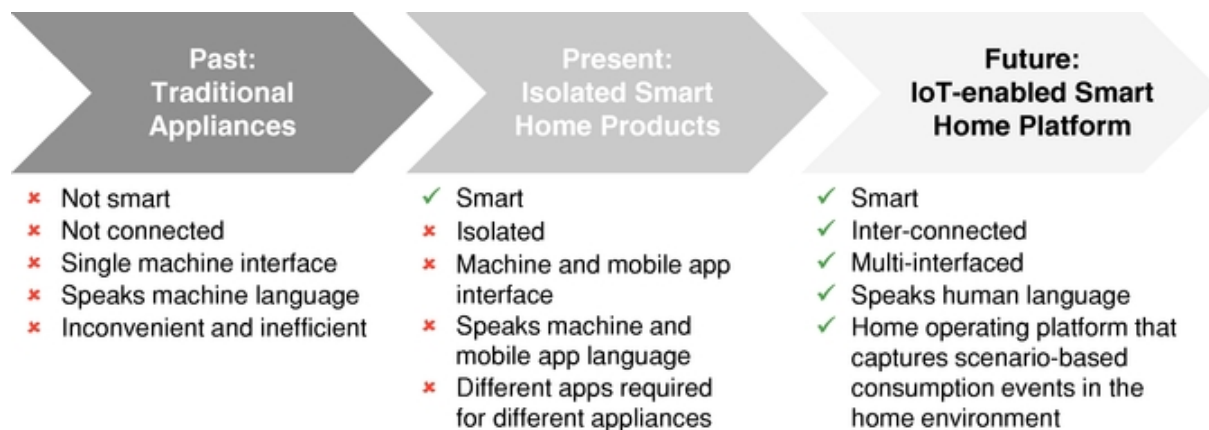 Past:
Traditional
Appliances
Not smart
Not connected
Single machine interface
Speaks machine language
Inconvenient and inefficient
Present:
Isolated Smart
Home Products
Smart
Isolated
Machine and mobile app
interface
Speaks machine and
mobile app language
Different apps required
for different appliances
Future:
IoT-enabled Smart
Home Platform
Smart
Inter-connected
Multi-interfaced
Speaks human language
Home operating platform that
captures scenario-based
consumption events in the
home environment